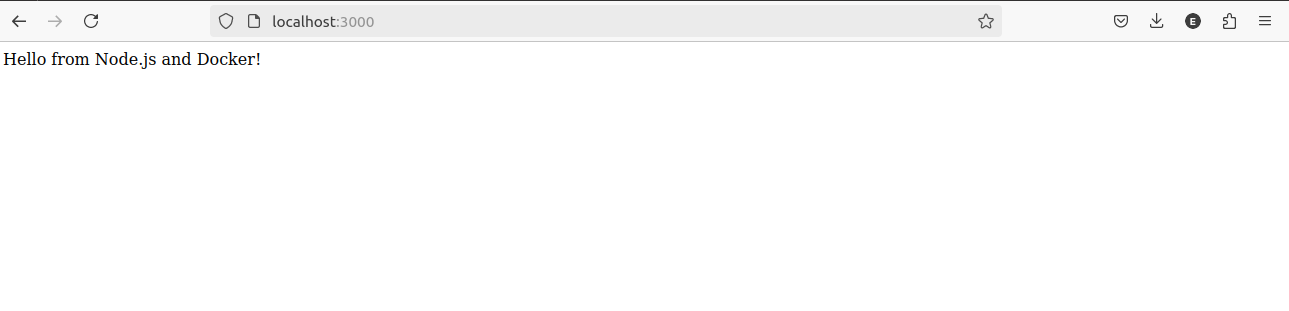 localhost:3000
E
Hello from Node.js and Docker!